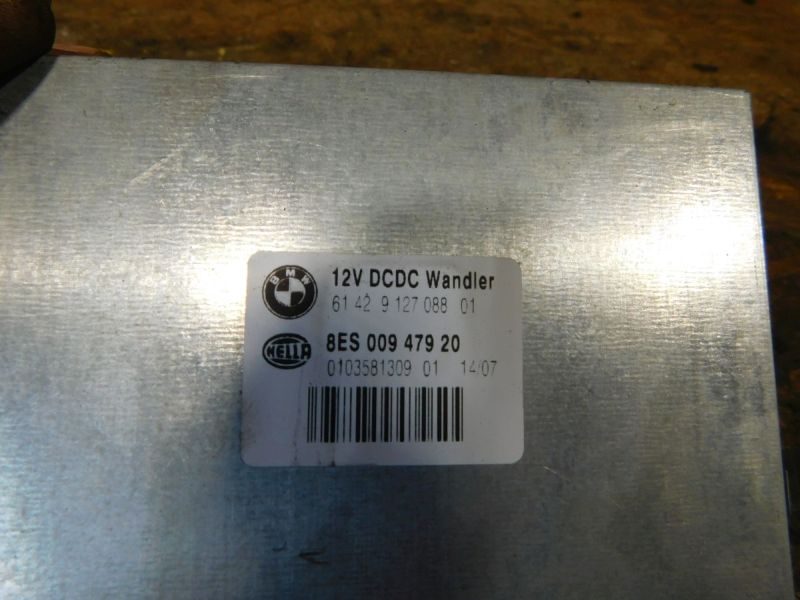 BMW
12V DCDC Wandler
61 42 9 127 088 01
HELLA
8ES 009 479 20
0103581309 01 14/07